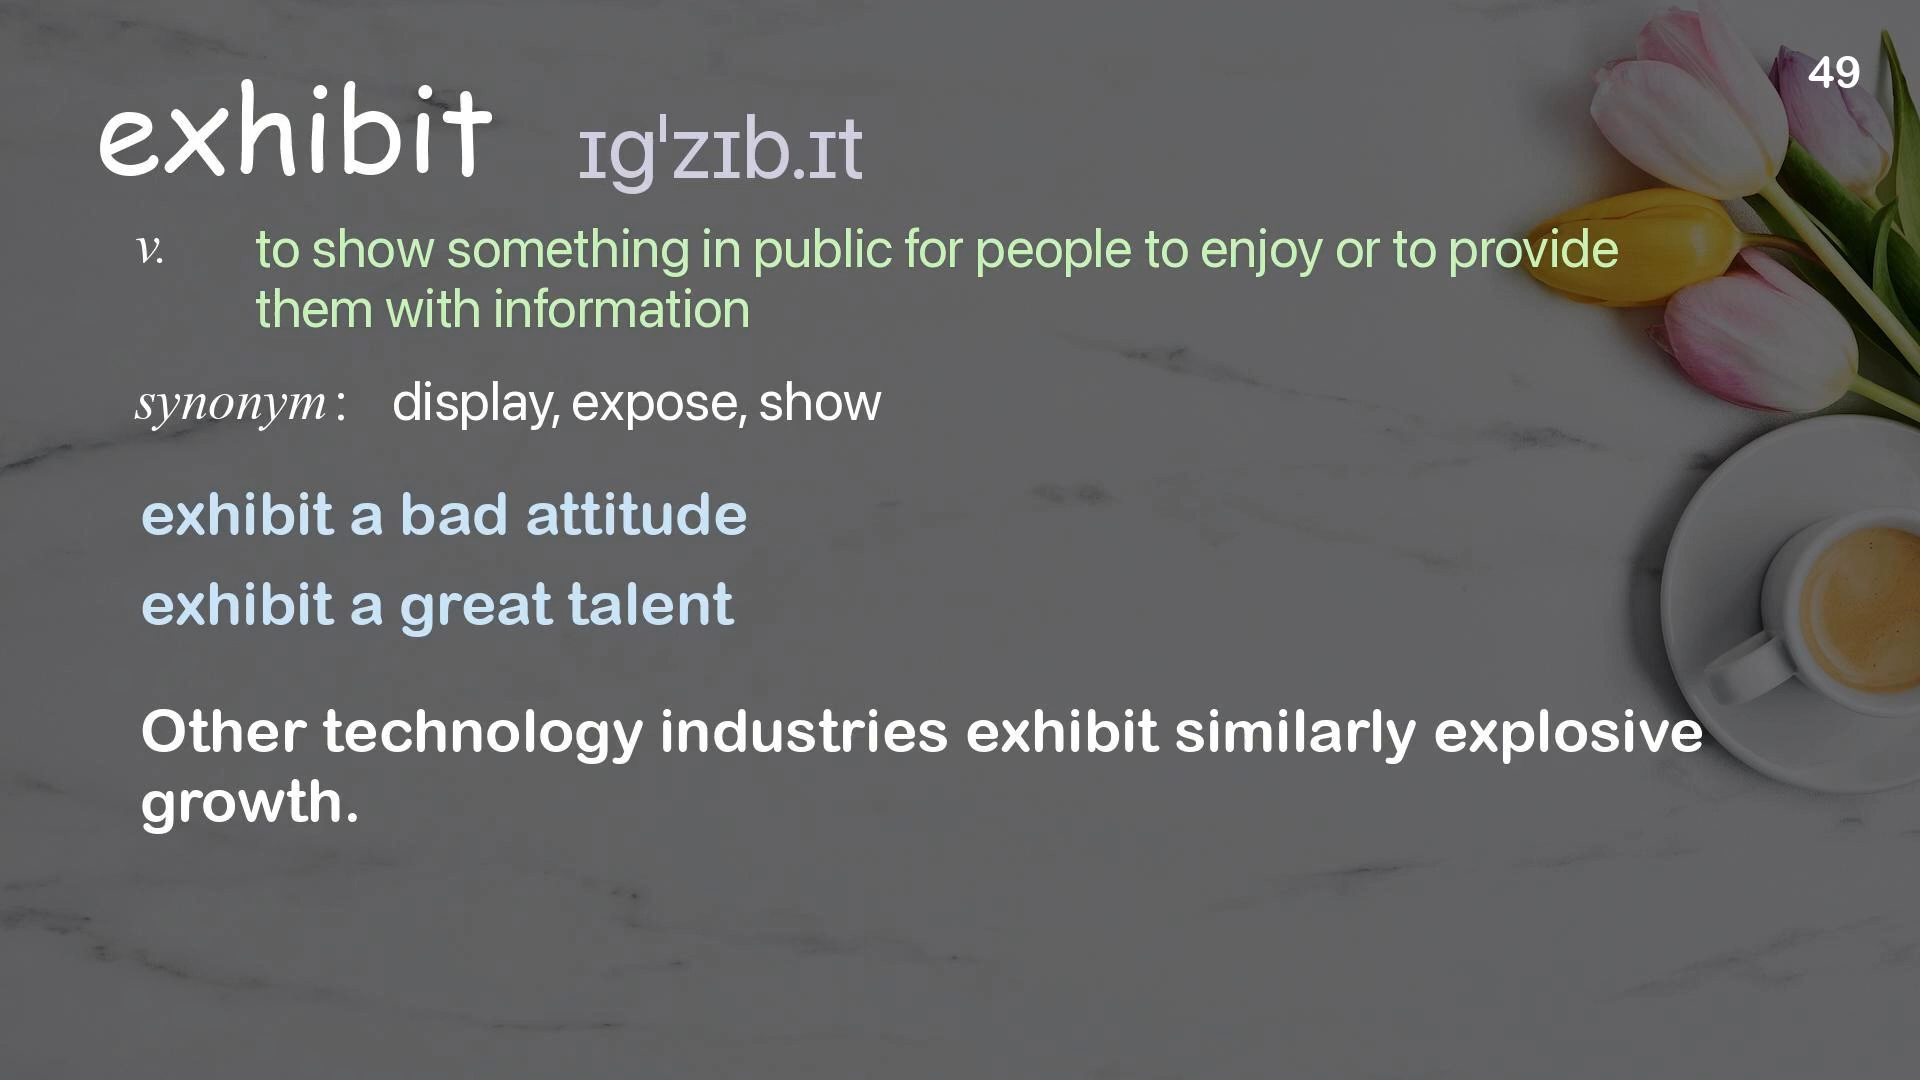 49
exhibit ɪɡˈzɪb.ɪt
v. to show something in public for people to enjoy or to provide
them with information
synonym: display, expose, show
exhibit a bad attitude
exhibit a great talent
Other technology industries exhibit similarly explosive
growth.